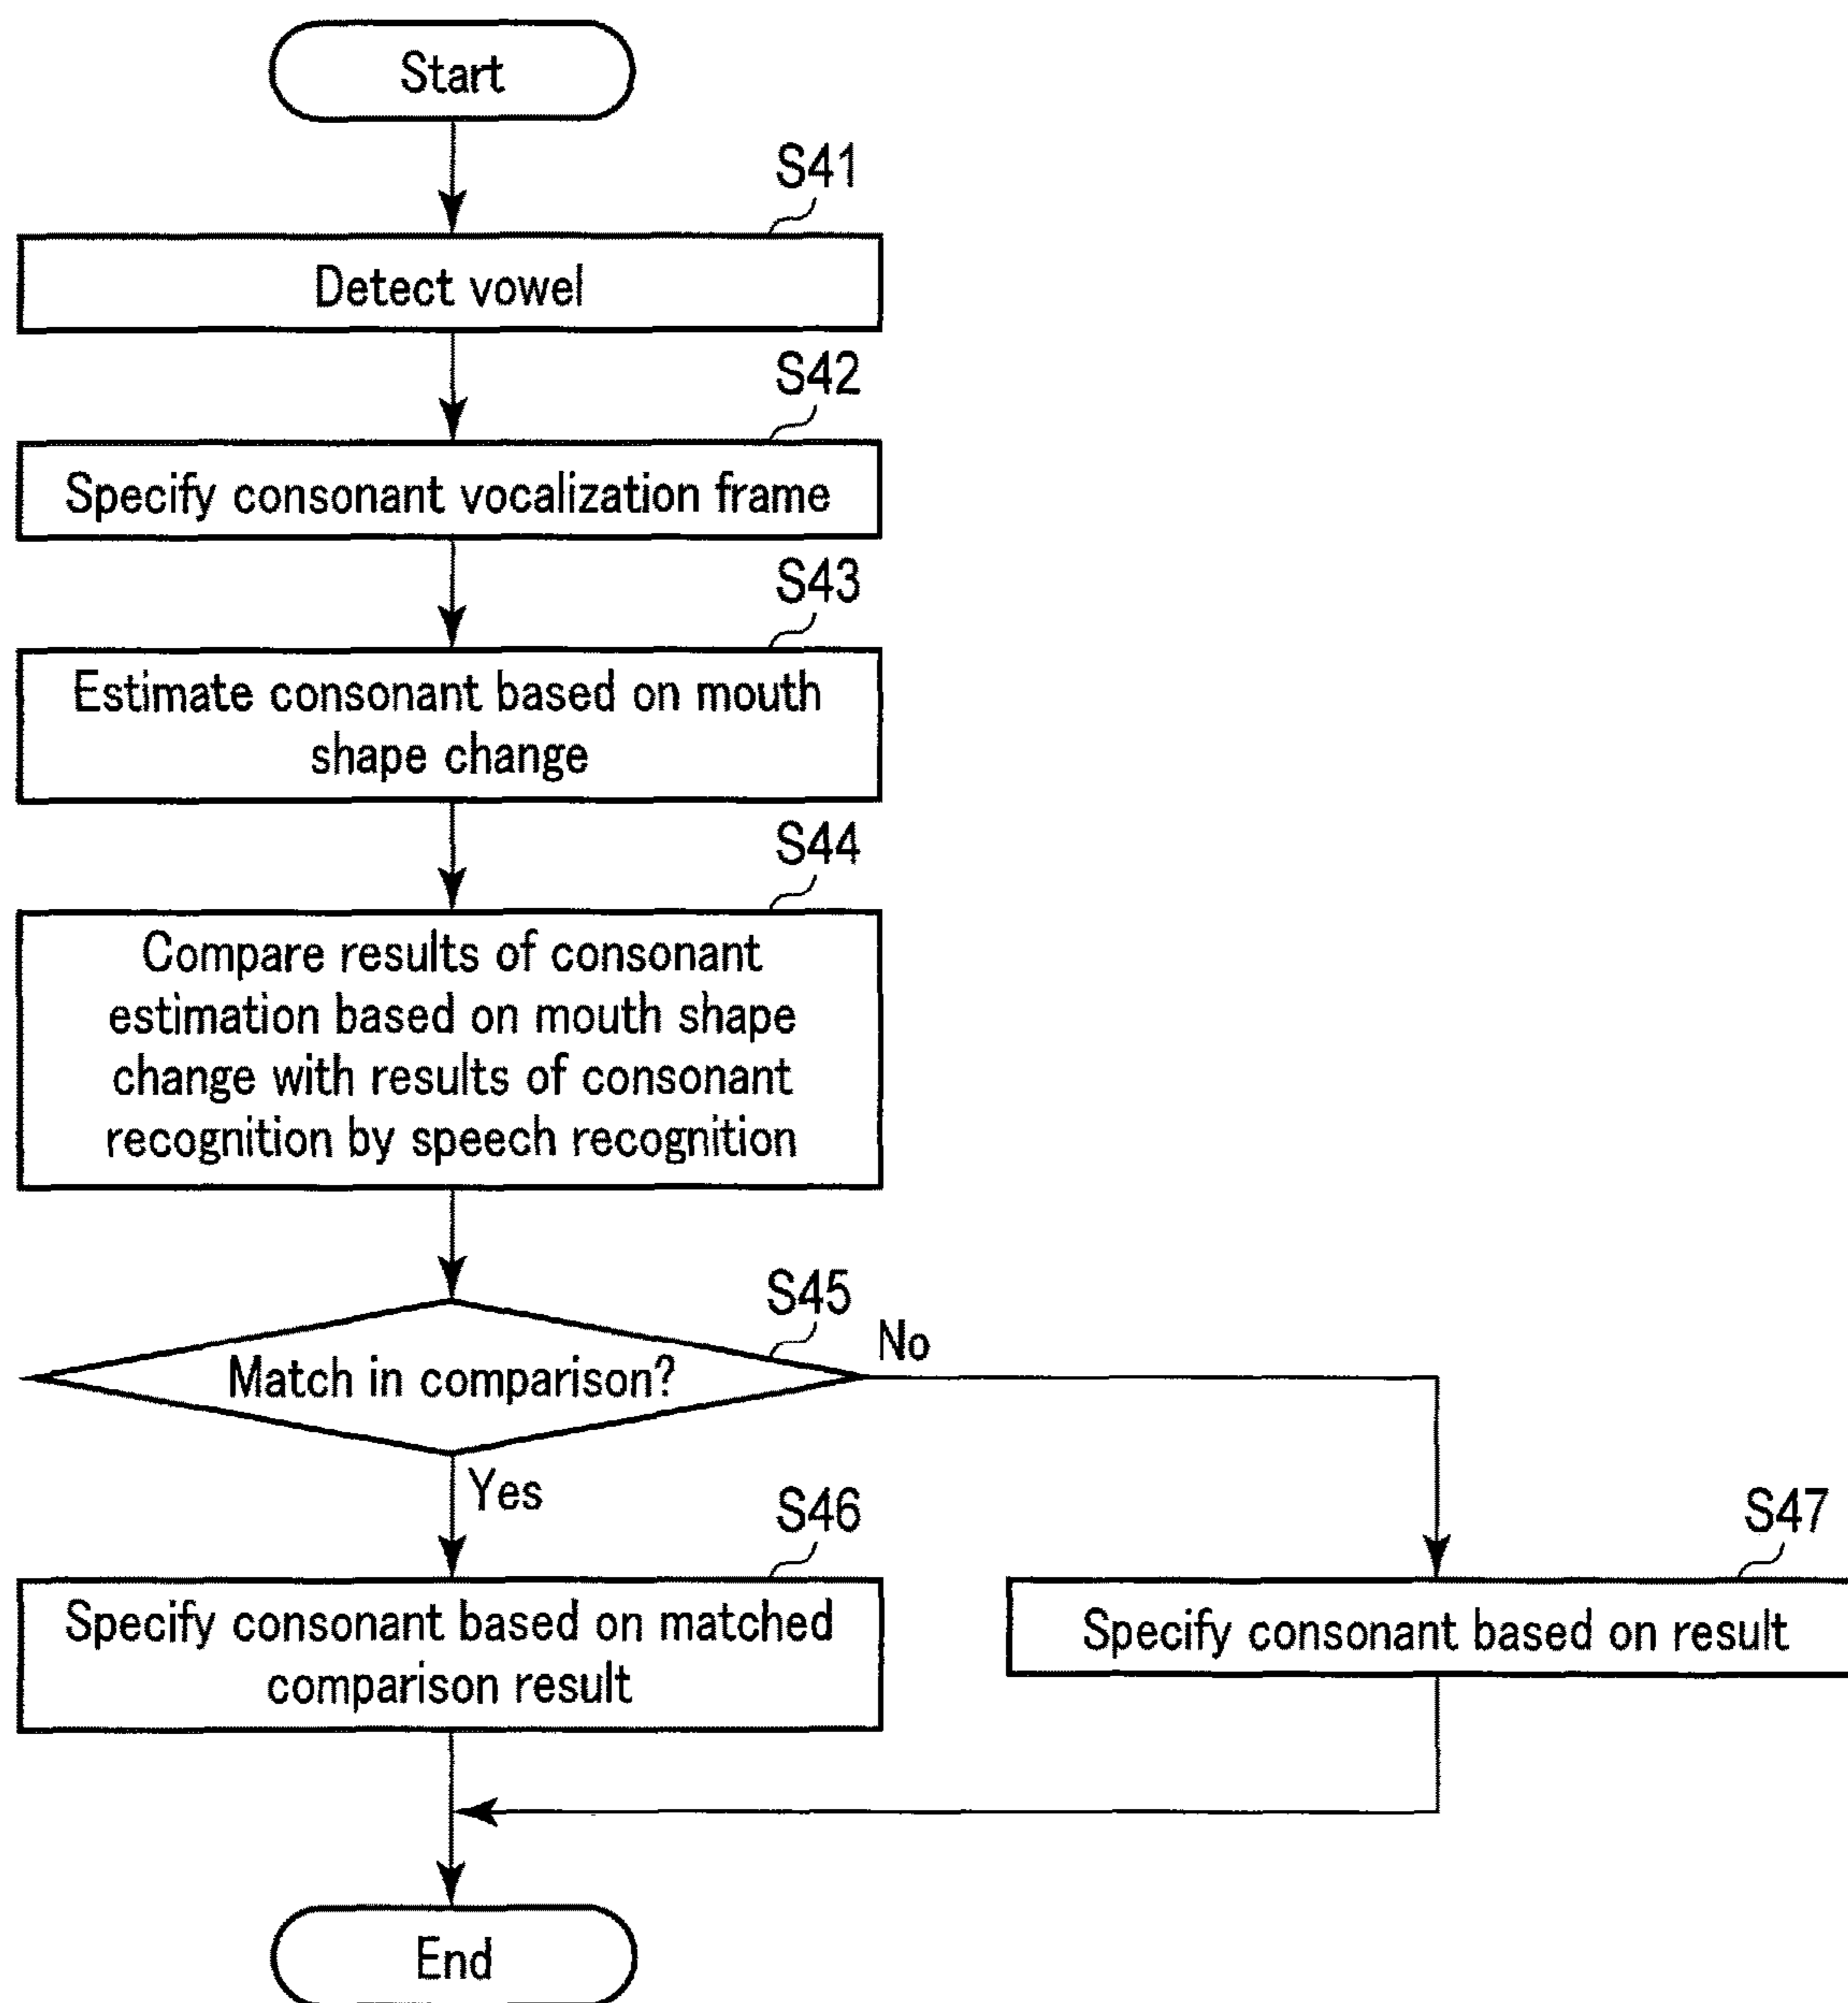 Start
S41
Detect vowel
S42
Specify consonant vocalization frame
S43
Estimate consonant based on mouth
shape change
S44
Compare results of consonant
estimation based on mouth shape
change with results of consonant
recognition by speech recognition
S45
Match in comparison?
No
Yes
S46
Specify consonant based on matched
comparison result
S47
Specify consonant based on result
End